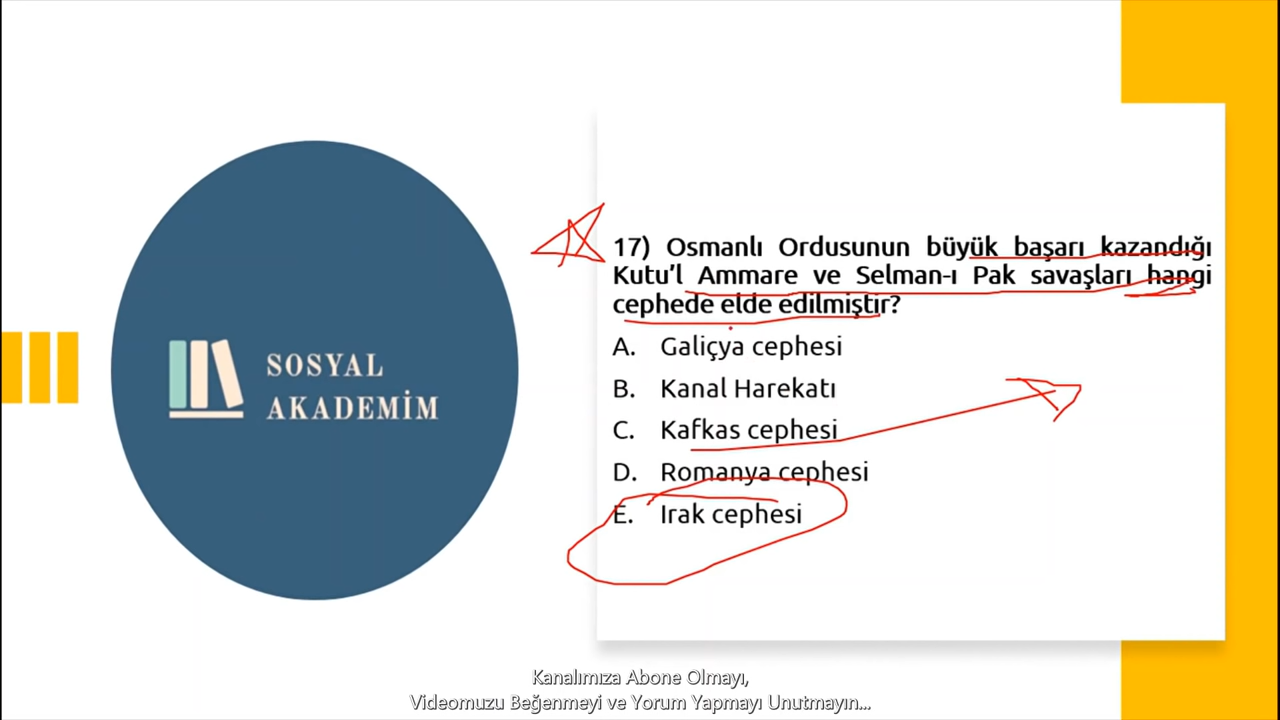 SOSYAL
AKADEMİM
17) Osmanlı Ordusunun büyük başarı kazandığı
Kutu'l Ammare ve Selman-ı Pak savaşları hangi
cephede elde edilmiştir?
A. Galiçya cephesi
B. Kanal Harekatı
C. Kafkas cephesi
D. Romanya cephesi
E. Irak cephesi
Kanalımıza Abone Olmayı,
Videomuzu Beğenmeyi ve Yorum Yapmayı Unutmayın...